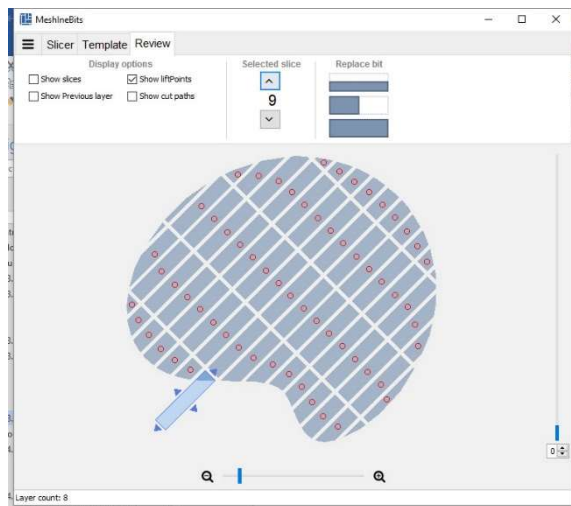 MeshIneBits
Slicer Template Review
Display options
Show slices
Show liftPoints
Show Previous layer
Show cut paths
Selected slice
9
Replace bit
0
Layer count: 8